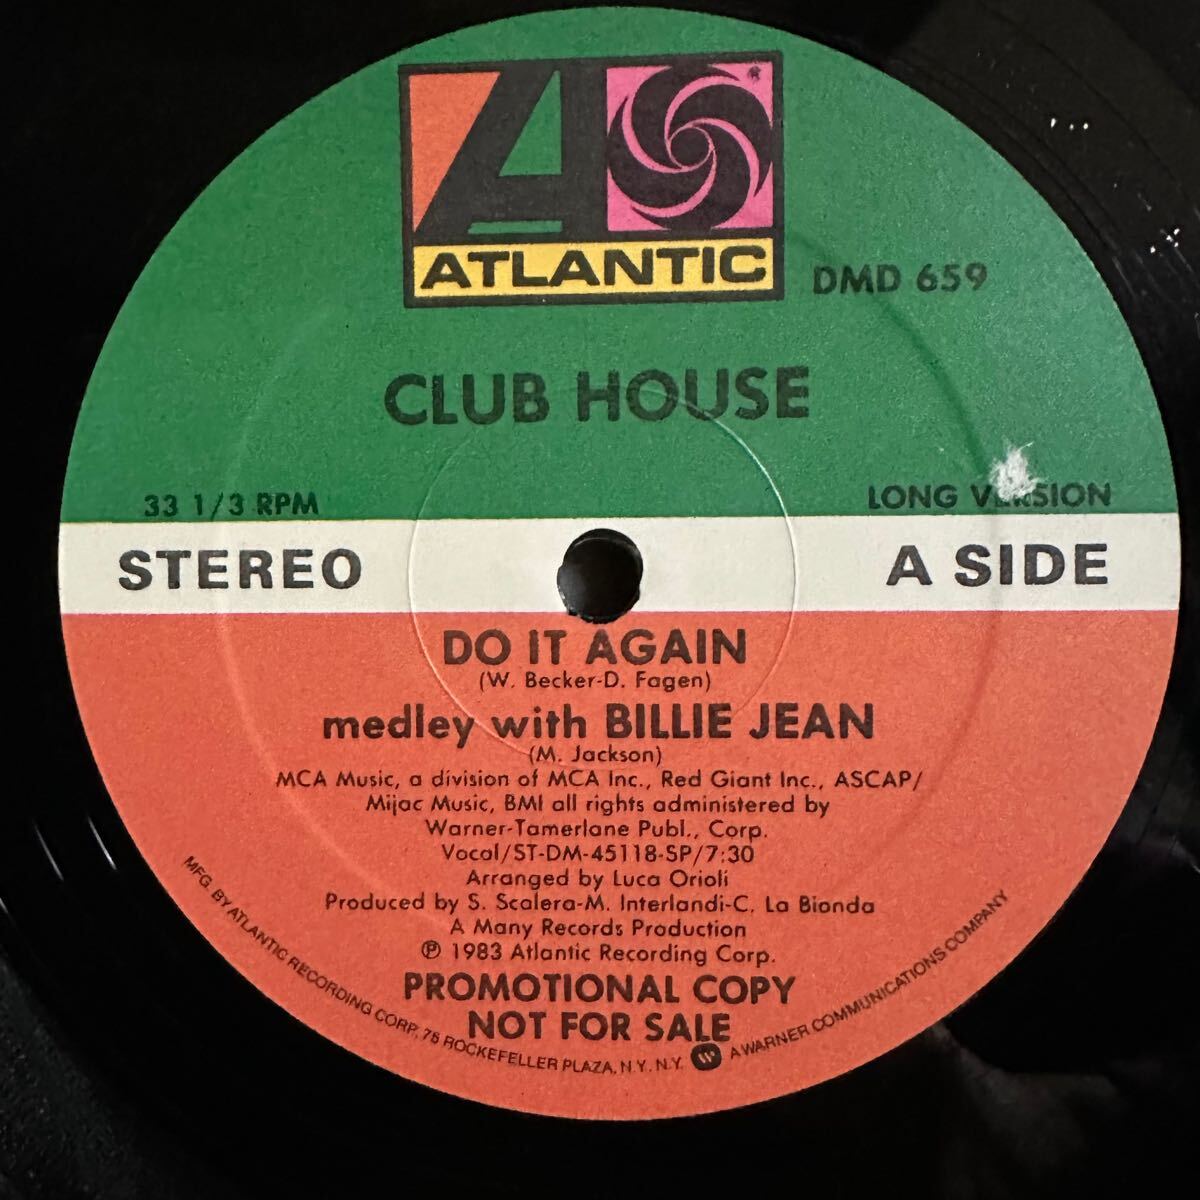 ATLANTIC
DMD 659
CLUB HOUSE
33 1/3 RPM
LONG VERSION
STEREO
A SIDE
DO IT AGAIN
(W. Becker-D. Fagen)
medley with BILLIE JEAN
(M. Jackson)
MCA Music, a division of MCA Inc., Red Giant Inc., ASCAP/
Mijac Music, BMI all rights administered by
Warner-Tamerlane Publ., Corp.
Vocal/ST-DM-45118-SP/7:30
Arranged by Luca Orioli
Produced by S. Scalera-M. Interlandi-C. La Bionda
A Many Records Production
℗ 1983 Atlantic Recording Corp.
PROMOTIONAL COPY
NOT FOR SALE
MFG. BY ATLANTIC RECORDING CORP., 75 ROCKEFELLER PLAZA, N.Y., N.Y. A WARNER COMMUNICATIONS COMPANY